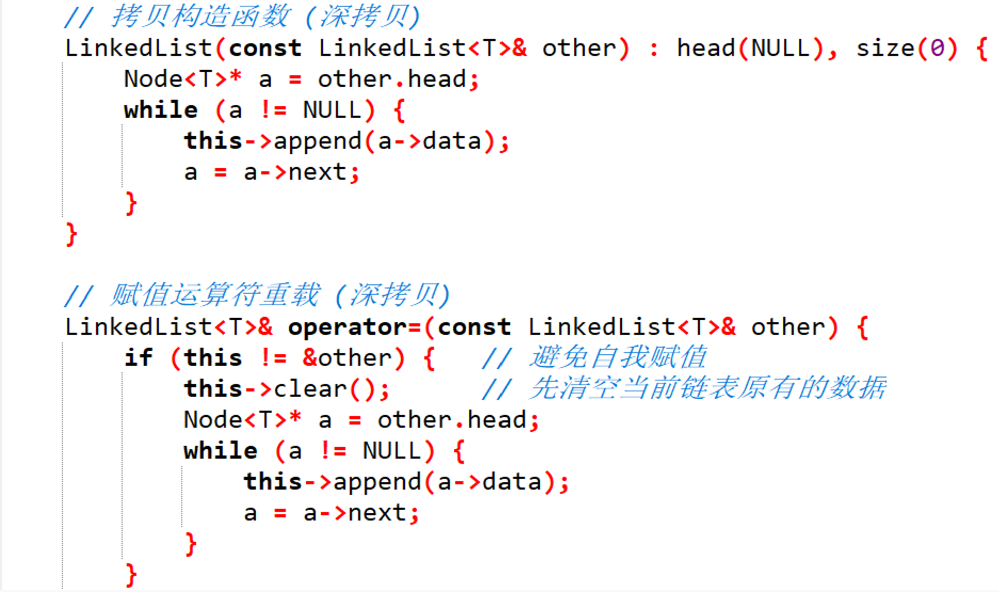 // 拷贝构造函数 (深拷贝)
LinkedList(const LinkedList<T>& other) : head(NULL), size(0) {
    Node<T>* a = other.head;
    while (a != NULL) {
        this->append(a->data);
        a = a->next;
    }
}

// 赋值运算符重载 (深拷贝)
LinkedList<T>& operator=(const LinkedList<T>& other) {
    if (this != &other) {   // 避免自我赋值
        this->clear();      // 先清空当前链表原有的数据
        Node<T>* a = other.head;
        while (a != NULL) {
            this->append(a->data);
            a = a->next;
        }
    }